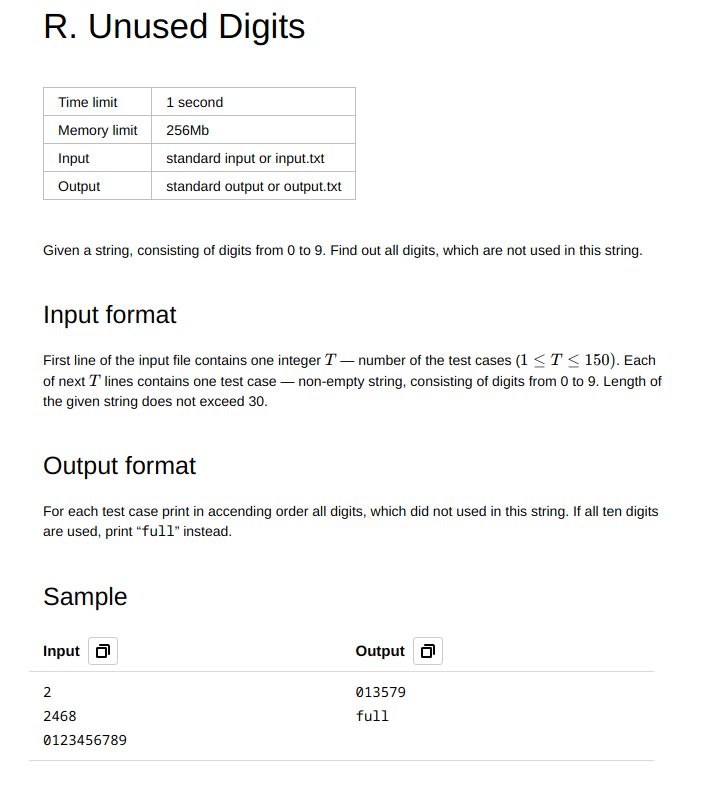 R. Unused Digits
Time limit 1 second
Memory limit 256Mb
Input standard input or input.txt
Output standard output or output.txt
Given a string, consisting of digits from 0 to 9. Find out all digits, which are not used in this string.
Input format
First line of the input file contains one integer T — number of the test cases (1 ≤ T ≤ 150). Each
of next T lines contains one test case — non-empty string, consisting of digits from 0 to 9. Length of
the given string does not exceed 30.
Output format
For each test case print in accending order all digits, which did not used in this string. If all ten digits
are used, print “full” instead.
Sample
Input Output
2 013579
2468 full
0123456789